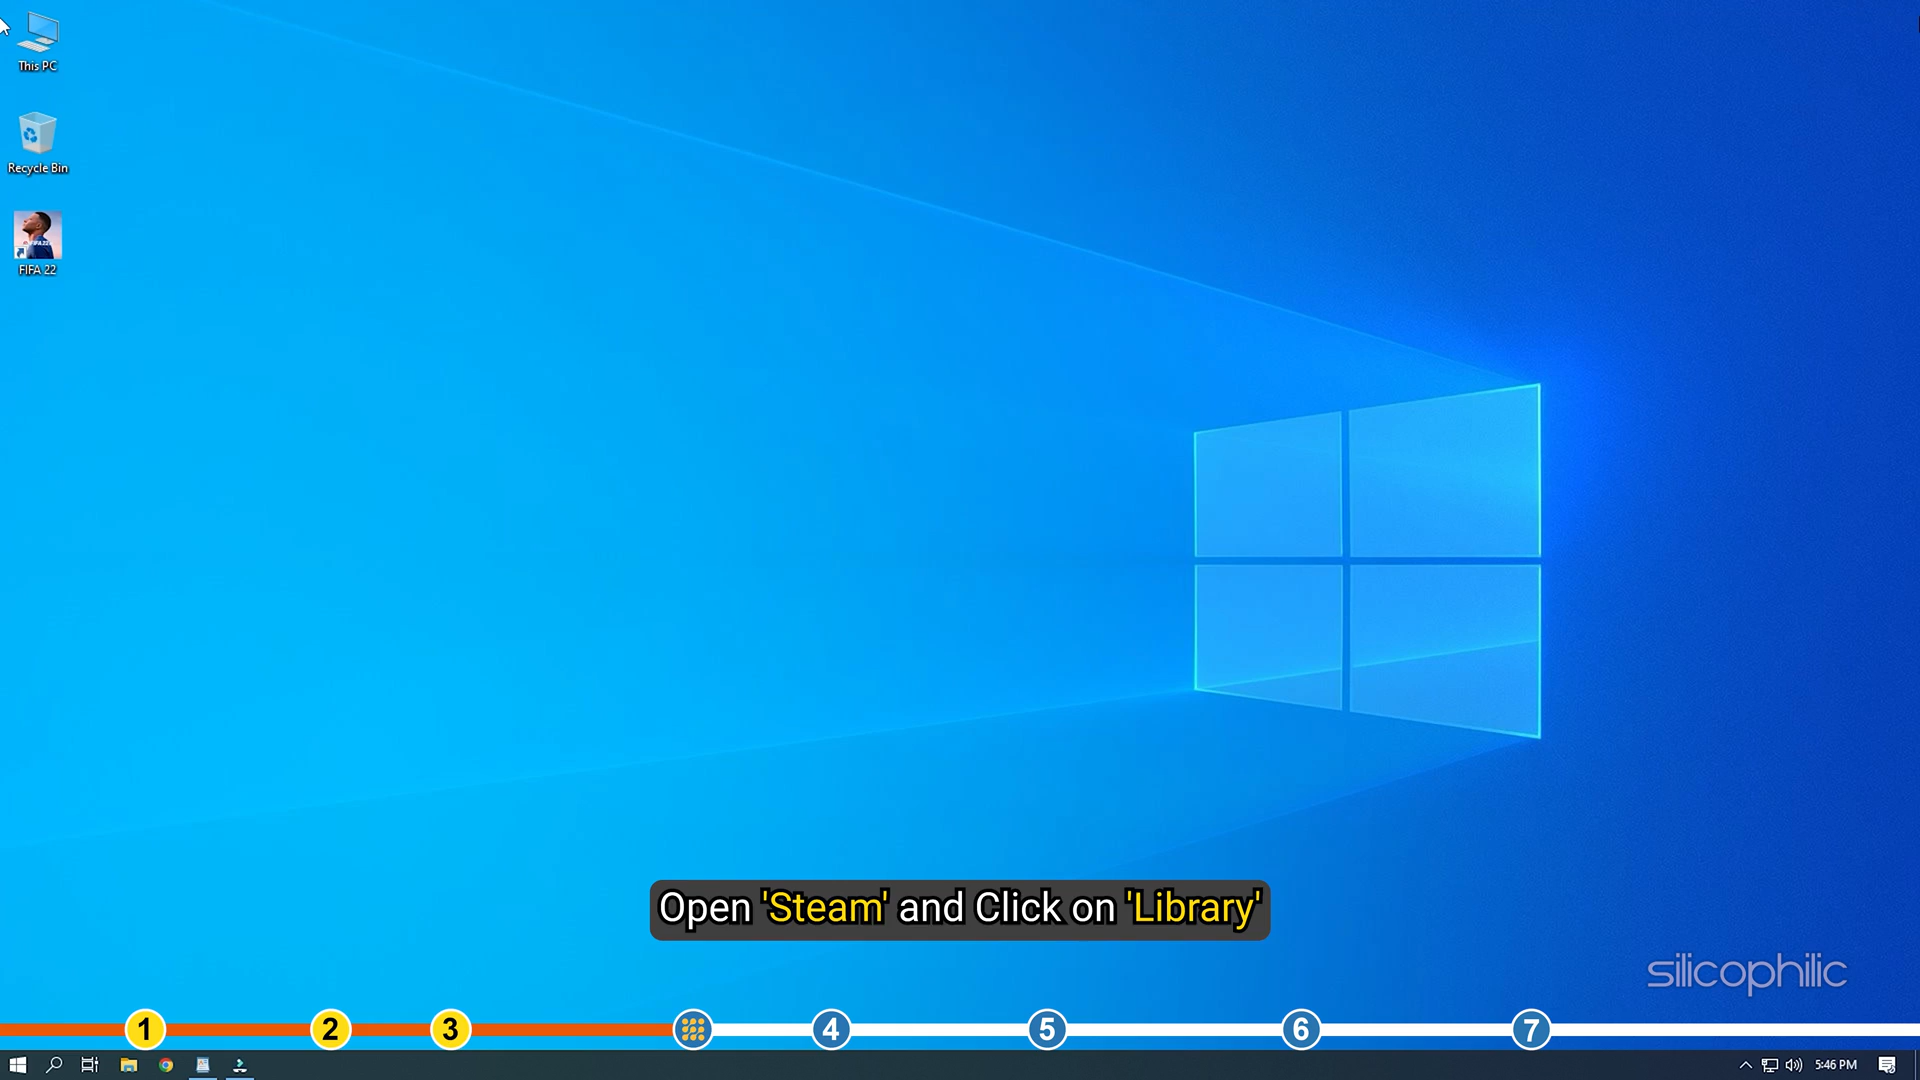 This PC
Recycle Bin
FIFA 22
Open 'Steam' and Click on 'Library'
silicophilic
1 2 3 4 5 6 7
5:46 PM